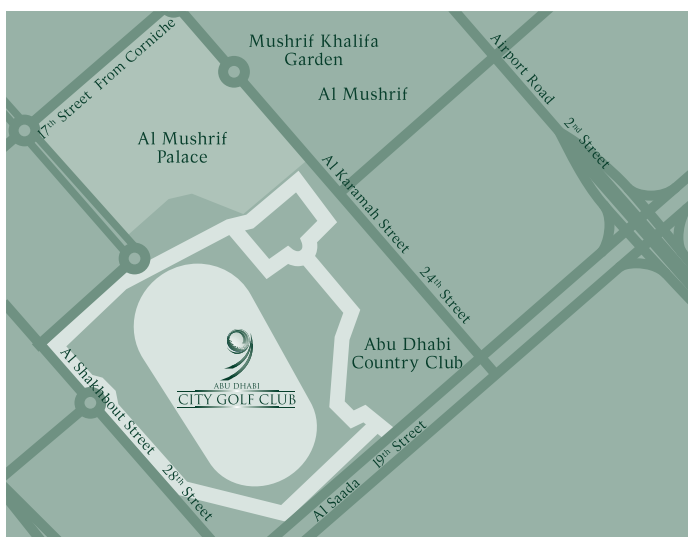 Mushrif Khalifa
Garden
Al Mushrif
17th Street From Corniche
Airport Road 2nd Street
Al Mushrif
Palace
Al Karamah Street 24th Street
Abu Dhabi
Country Club
9
ABU DHABI
CITY GOLF CLUB
Al Shakhbout Street 28th Street
Al Saada 19th Street